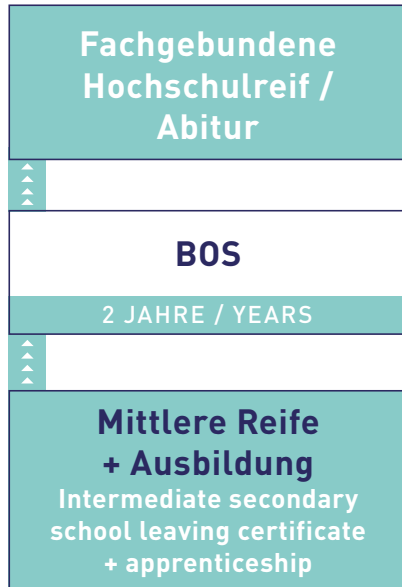 Fachgebundene
Hochschulreif /
Abitur
BOS
2 JAHRE / YEARS
Mittlere Reife
+ Ausbildung
Intermediate secondary
school leaving certificate
+ apprenticeship